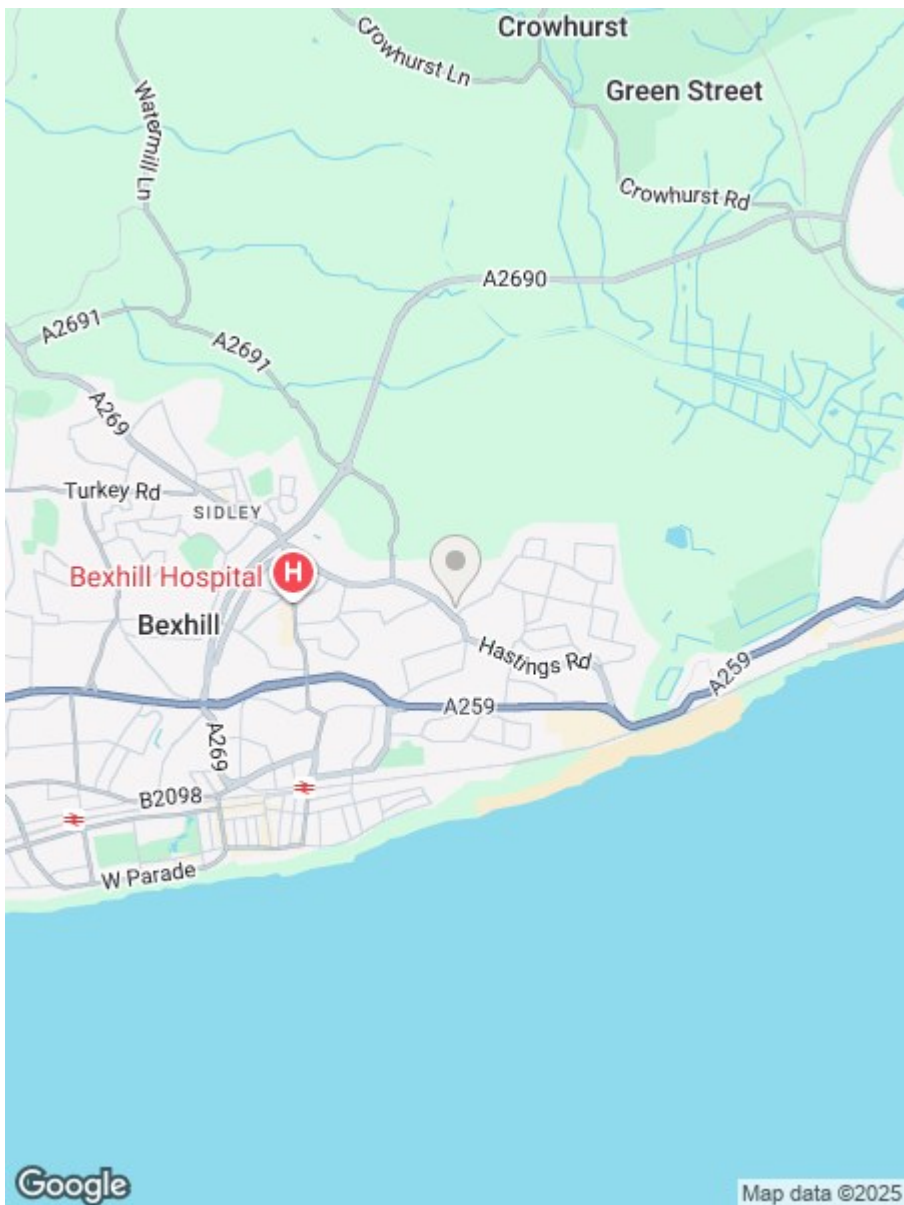 Crowhurst
Crowhurst Ln
Green Street
Watermill Ln
Crowhurst Rd
A2690
A2691
A2691
A269
Turkey Rd
SIDLEY
Bexhill Hospital
H
Bexhill
Hastings Rd
A259
A259
A269
B2098
W Parade
Google
Map data ©2025